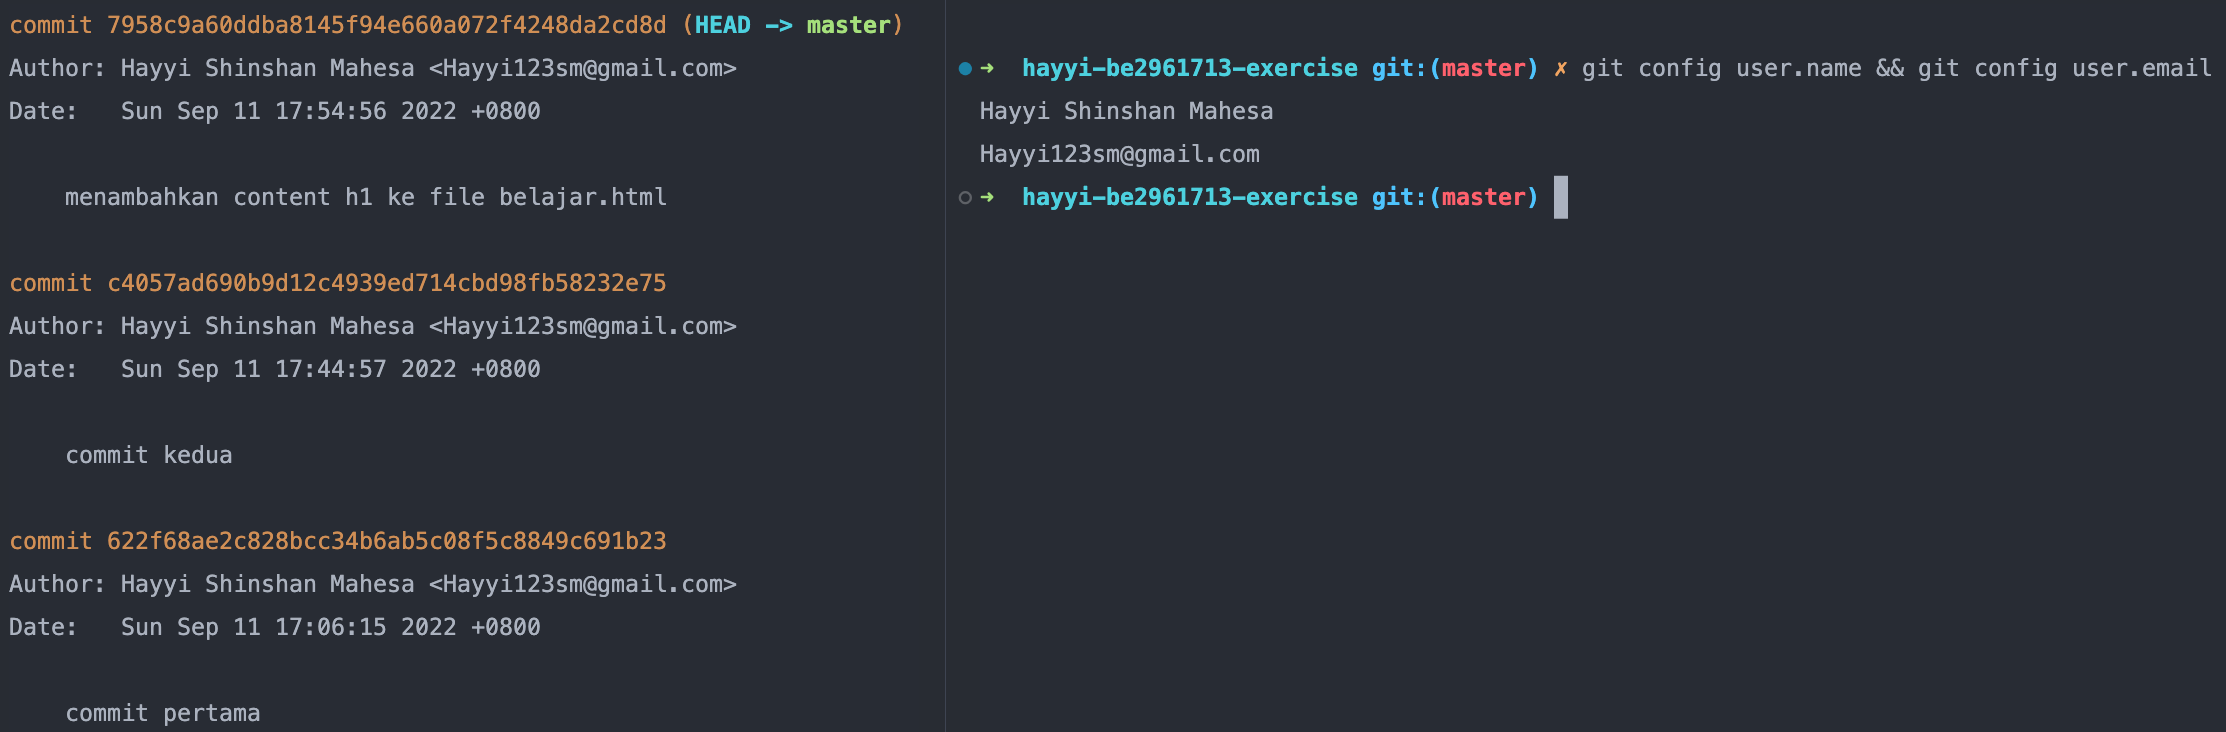 commit 7958c9a60ddba8145f94e660a072f4248da2cd8d (HEAD -> master)
Author: Hayyi Shinshan Mahesa <Hayyi123sm@gmail.com>
Date:   Sun Sep 11 17:54:56 2022 +0800
    menambahkan content h1 ke file belajar.html
commit c4057ad690b9d12c4939ed714cbd98fb58232e75
Author: Hayyi Shinshan Mahesa <Hayyi123sm@gmail.com>
Date:   Sun Sep 11 17:44:57 2022 +0800
    commit kedua
commit 622f68ae2c828bcc34b6ab5c08f5c8849c691b23
Author: Hayyi Shinshan Mahesa <Hayyi123sm@gmail.com>
Date:   Sun Sep 11 17:06:15 2022 +0800
    commit pertama
➜  hayyi-be2961713-exercise git:(master) ✗ git config user.name && git config user.email
Hayyi Shinshan Mahesa
Hayyi123sm@gmail.com
➜  hayyi-be2961713-exercise git:(master)